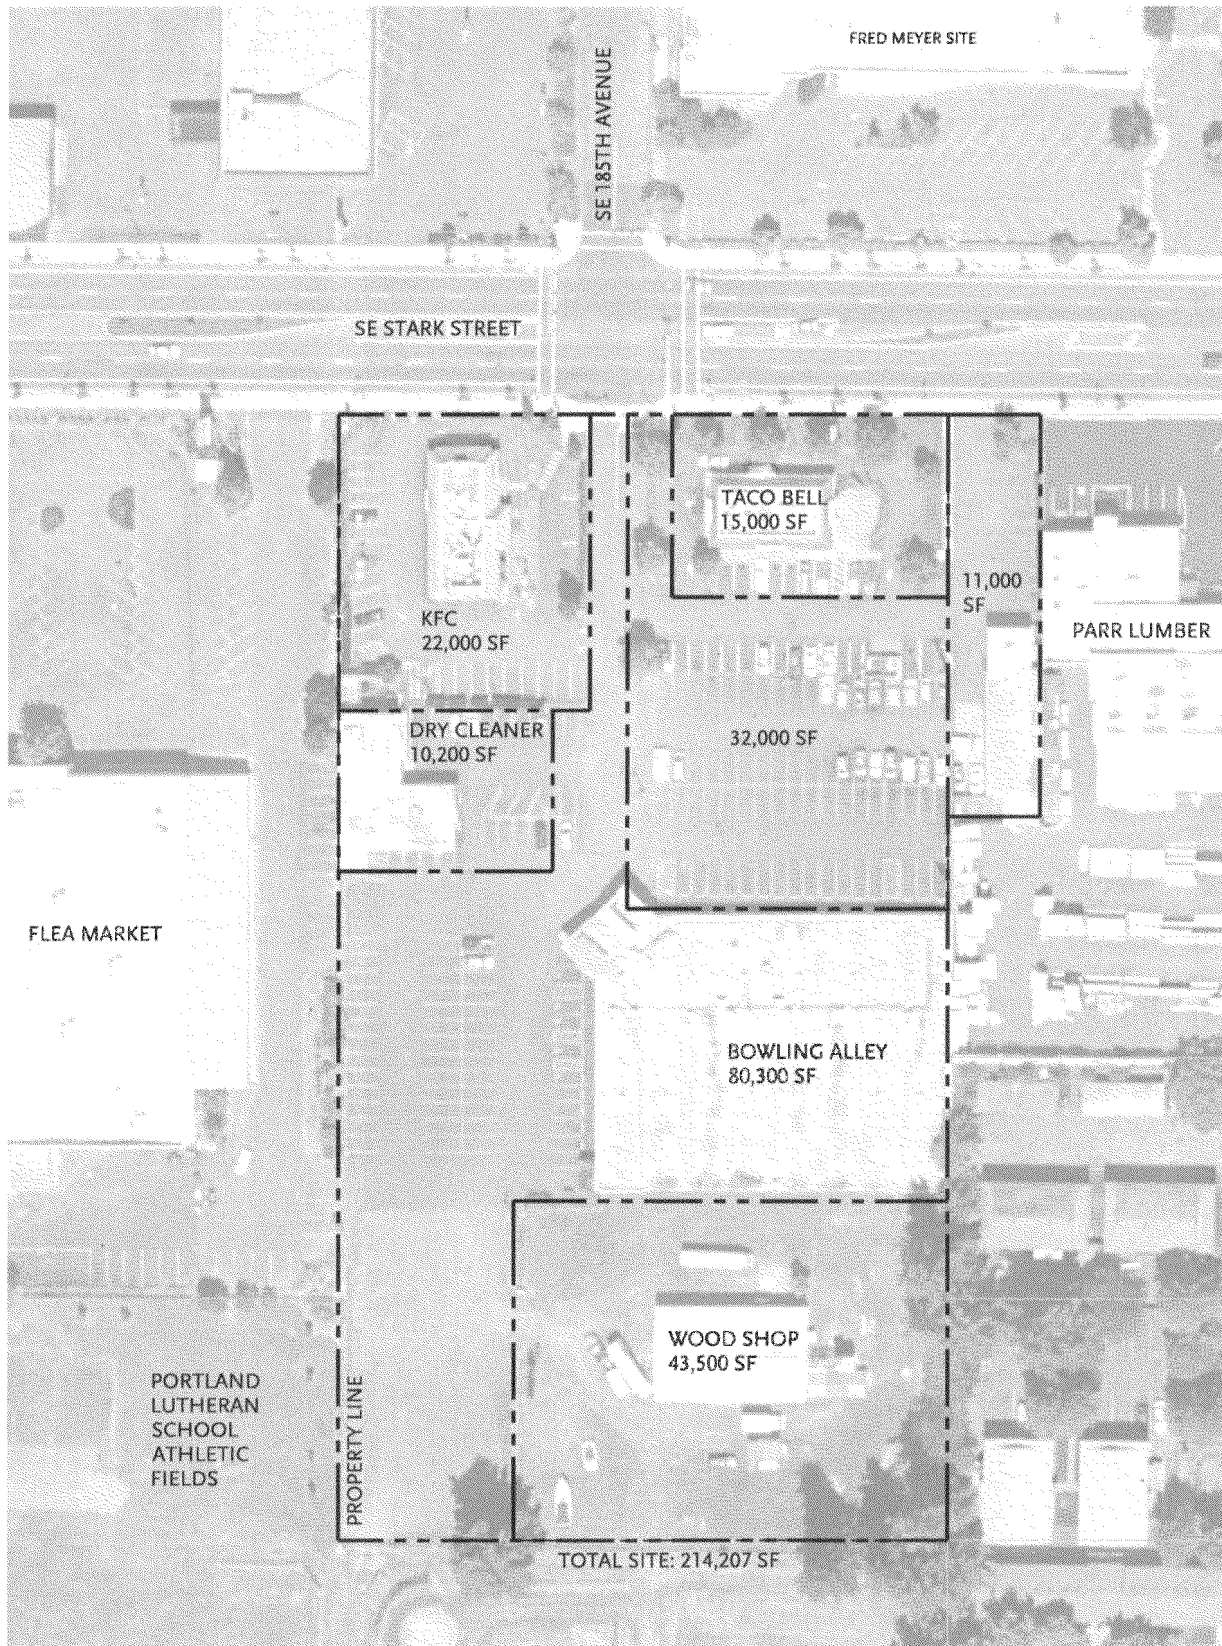 FRED MEYER SITE
SE 185TH AVENUE
SE STARK STREET
TACO BELL
15,000 SF
11,000
SF
KFC
22,000 SF
PARR LUMBER
DRY CLEANER
10,200 SF
32,000 SF
FLEA MARKET
BOWLING ALLEY
80,300 SF
WOOD SHOP
43,500 SF
PORTLAND
LUTHERAN
SCHOOL
ATHLETIC
FIELDS
PROPERTY LINE
TOTAL SITE: 214,207 SF